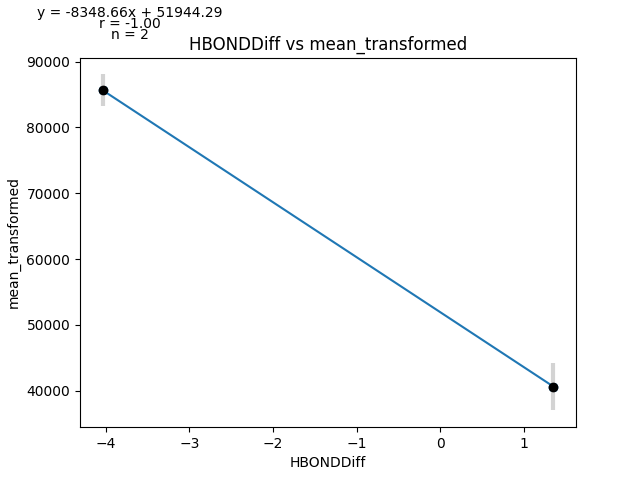 y = -8348.66x + 51944.29
r = -1.00
n = 2
HBONDDiff vs mean_transformed
90000
80000
70000
60000
50000
40000
mean_transformed
−4
−3
−2
−1
0
1
HBONDDiff